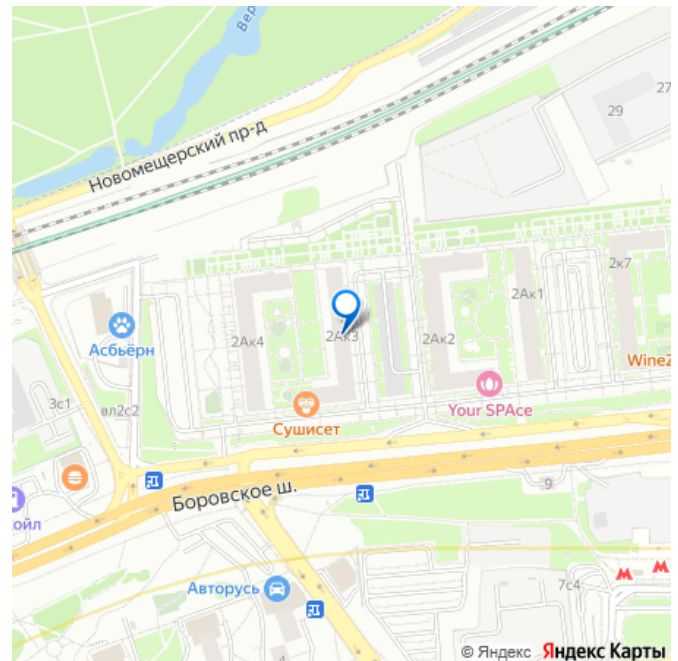 Вер
Новомещерский пр-д
27
29
2к7
2Ак1
2Ак4
2Ак3
2Ак2
Асбьёрн
WineZ
3с1
вл2с2
Сушисет
Your SPAce
9
Боровское ш.
ойл
7с4
Авторусь
© Яндекс Яндекс Карты